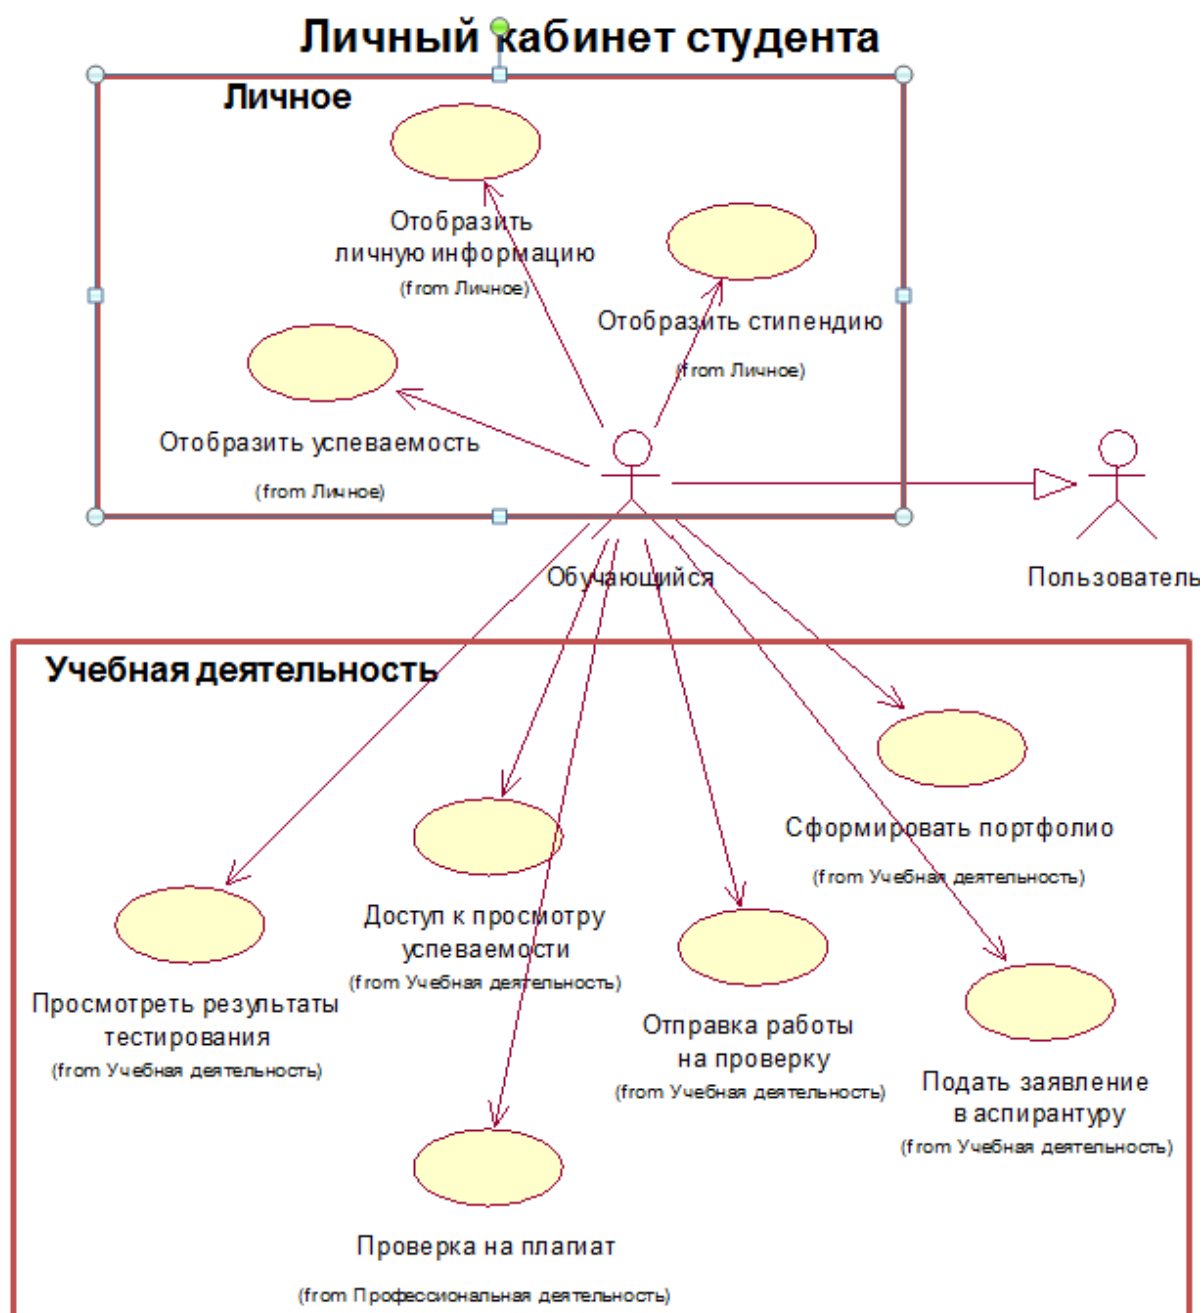 Личный кабинет студента
Личное
Отобразить
личную информацию
(from Личное)
Отобразить стипендию
(from Личное)
Отобразить успеваемость
(from Личное)
Обучающийся
Пользователь
Учебная деятельность
Сформировать портфолио
(from Учебная деятельность)
Доступ к просмотру
успеваемости
(from Учебная деятельность)
Просмотреть результаты
тестирования
(from Учебная деятельность)
Отправка работы
на проверку
(from Учебная деятельность)
Подать заявление
в аспирантуру
(from Учебная деятельность)
Проверка на плагиат
(from Профессиональная деятельность)